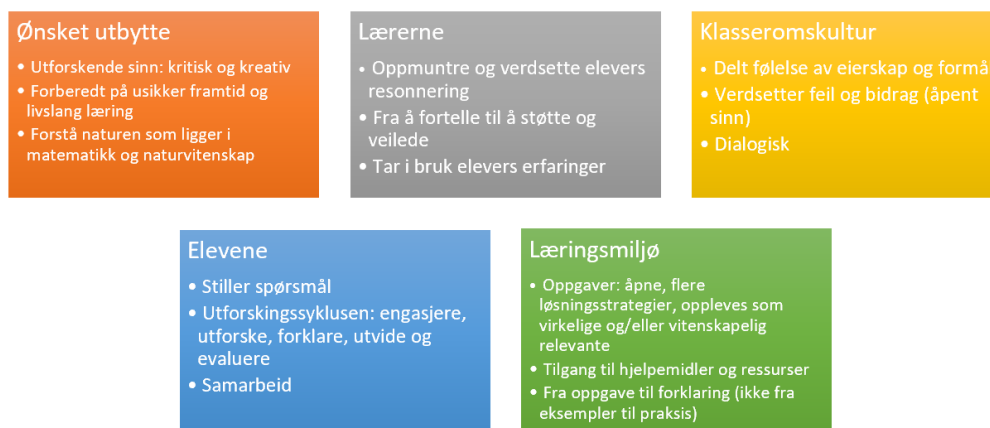 Ønsket utbytte
• Utforskende sinn: kritisk og kreativ
• Forberedt på usikker framtid og
livslang læring
• Forstå naturen som ligger i
matematikk og naturvitenskap
Lærerne
• Oppmuntre og verdsette elevers
resonnering
• Fra å fortelle til å støtte og
veilede
• Tar i bruk elevers erfaringer
Klasseromskultur
• Delt følelse av eierskap og formå
• Verdsetter feil og bidrag (åpent
sinn)
• Dialogisk
Elevene
• Stiller spørsmål
• Utforskingssyklusen: engasjere,
utforske, forklare, utvide og
evaluere
• Samarbeid
Læringsmiljø
• Oppgaver: åpne, flere
løsningsstrategier, oppleves som
virkelige og/eller vitenskapelig
relevante
• Tilgang til hjelpemidler og ressurser
• Fra oppgave til forklaring (ikke fra
eksempler til praksis)